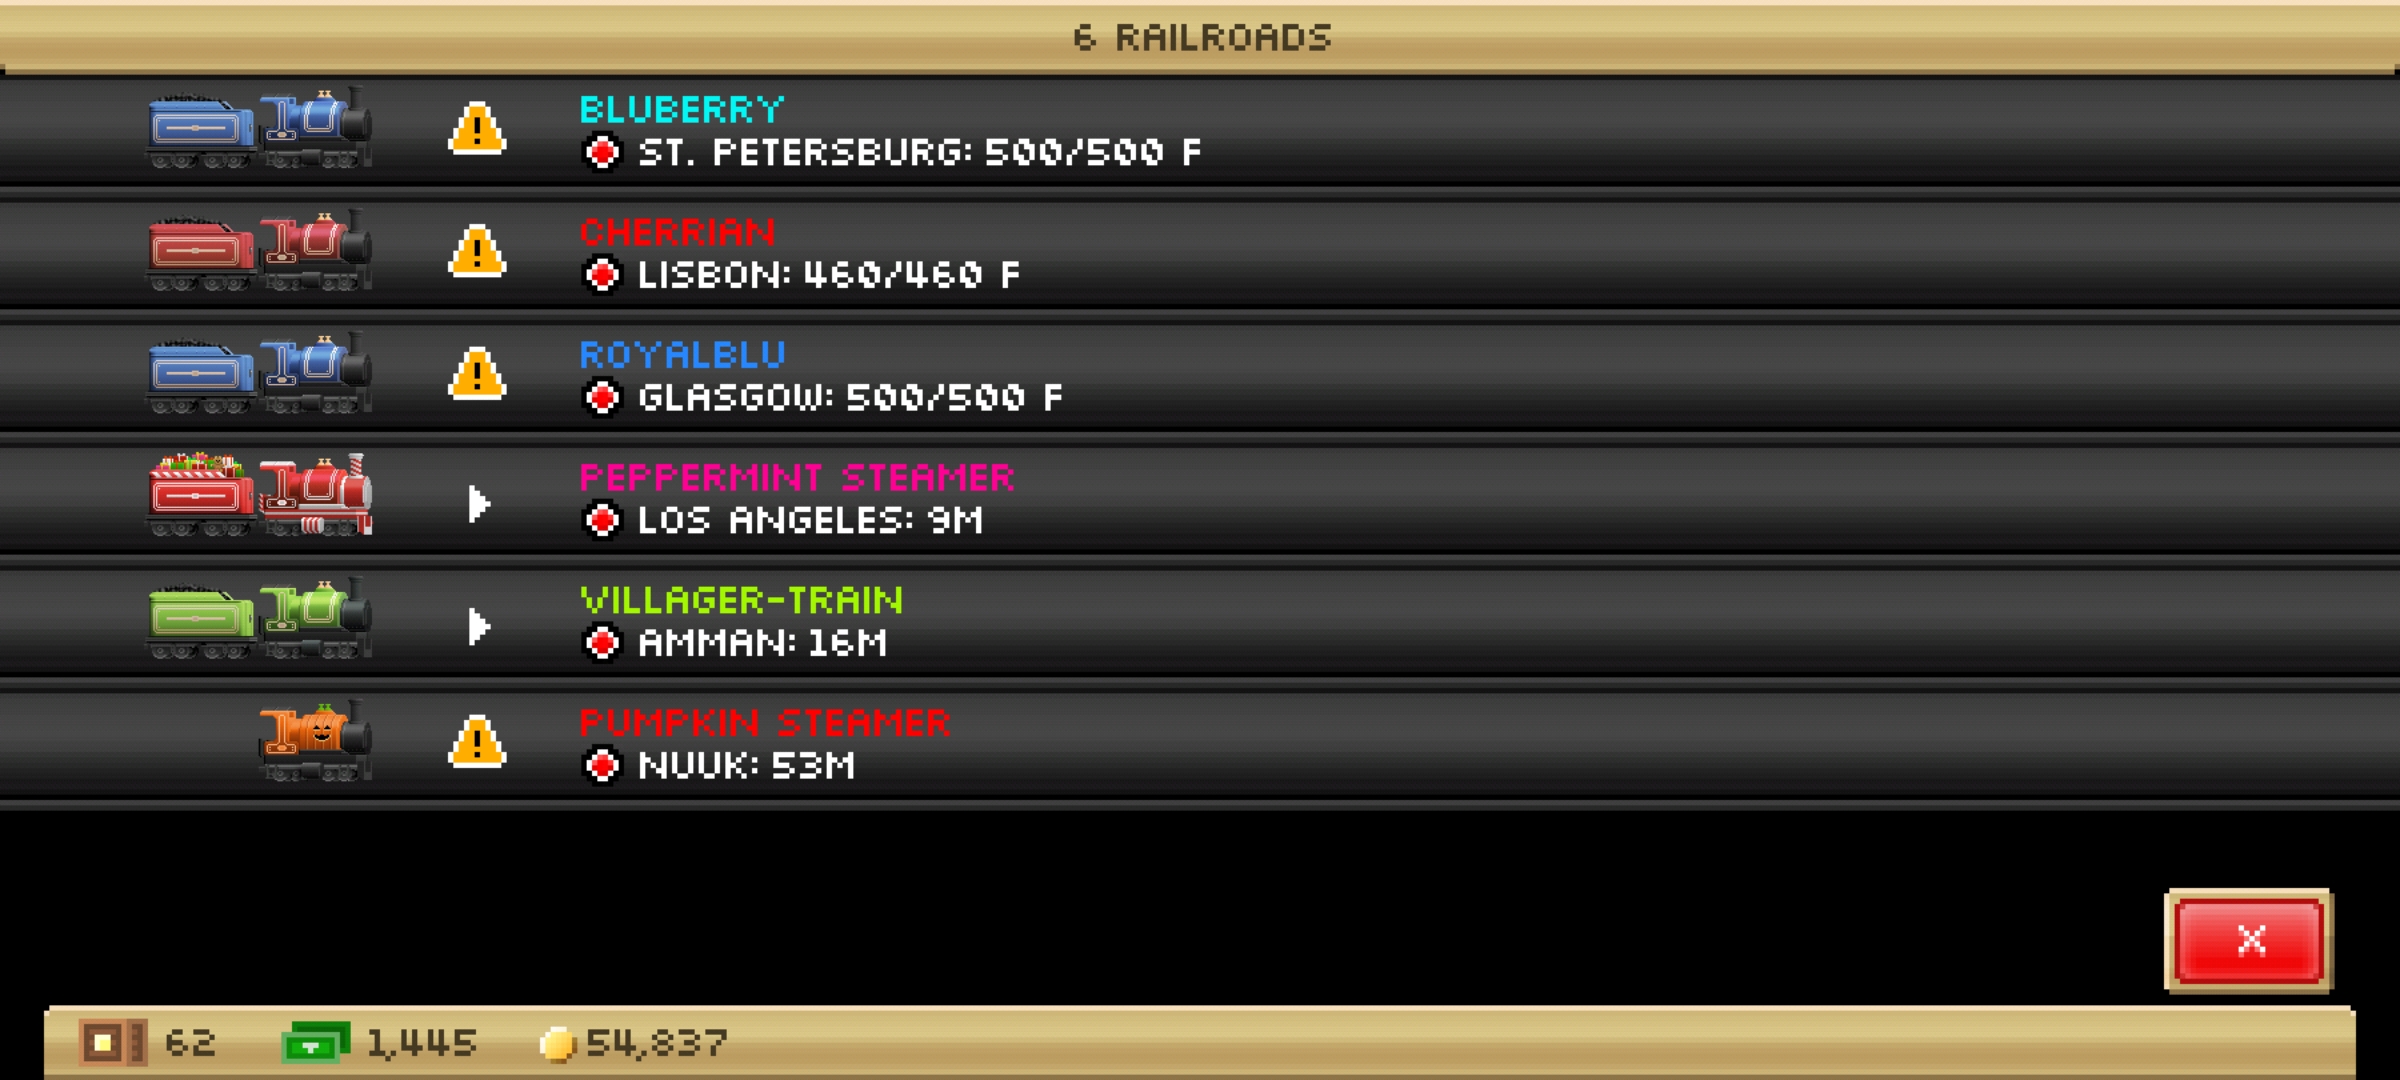 6 RAILROADS
BLUBERRY
ST. PETERSBURG: 500/500 F
CHERRIAN
LISBON: 460/460 F
ROYALBLU
GLASGOW: 500/500 F
PEPPERMINT STEAMER
LOS ANGELES: 9M
VILLAGER-TRAIN
AMMAN: 16M
PUMPKIN STEAMER
NUUK: 53M
X
62 1,445 54,837